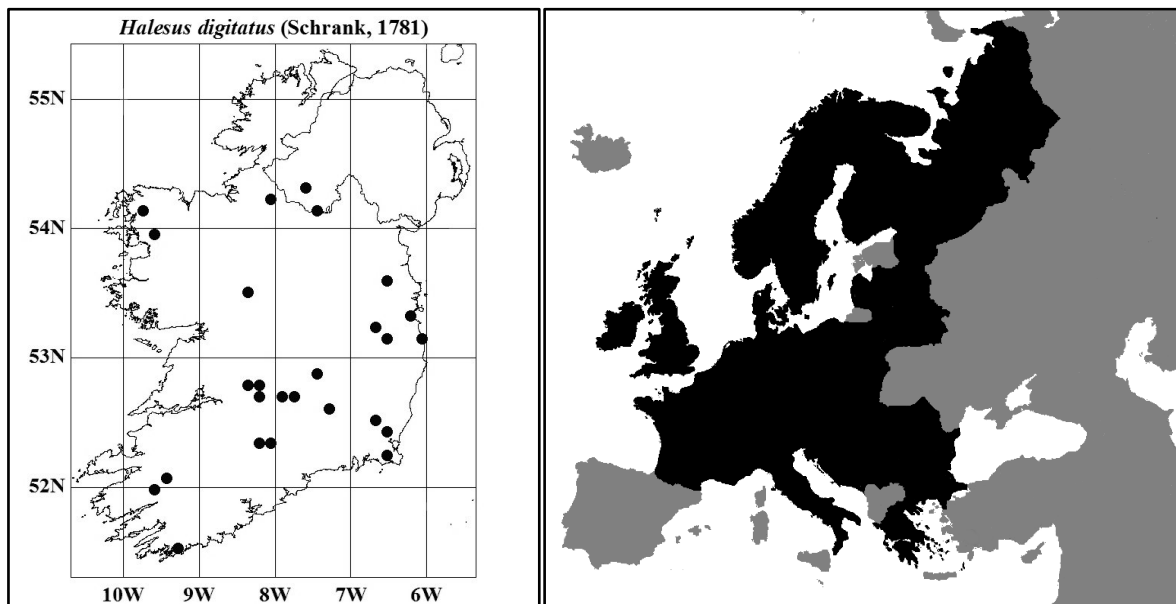 Halesus digitatus (Schrank, 1781)
55N
54N
53N
52N
10W 9W 8W 7W 6W